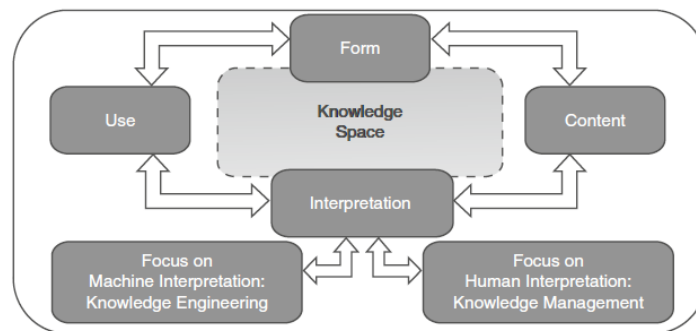 Form
Knowledge
Space
Use
Content
Interpretation
Focus on
Machine Interpretation:
Knowledge Engineering
Focus on
Human Interpretation:
Knowledge Management